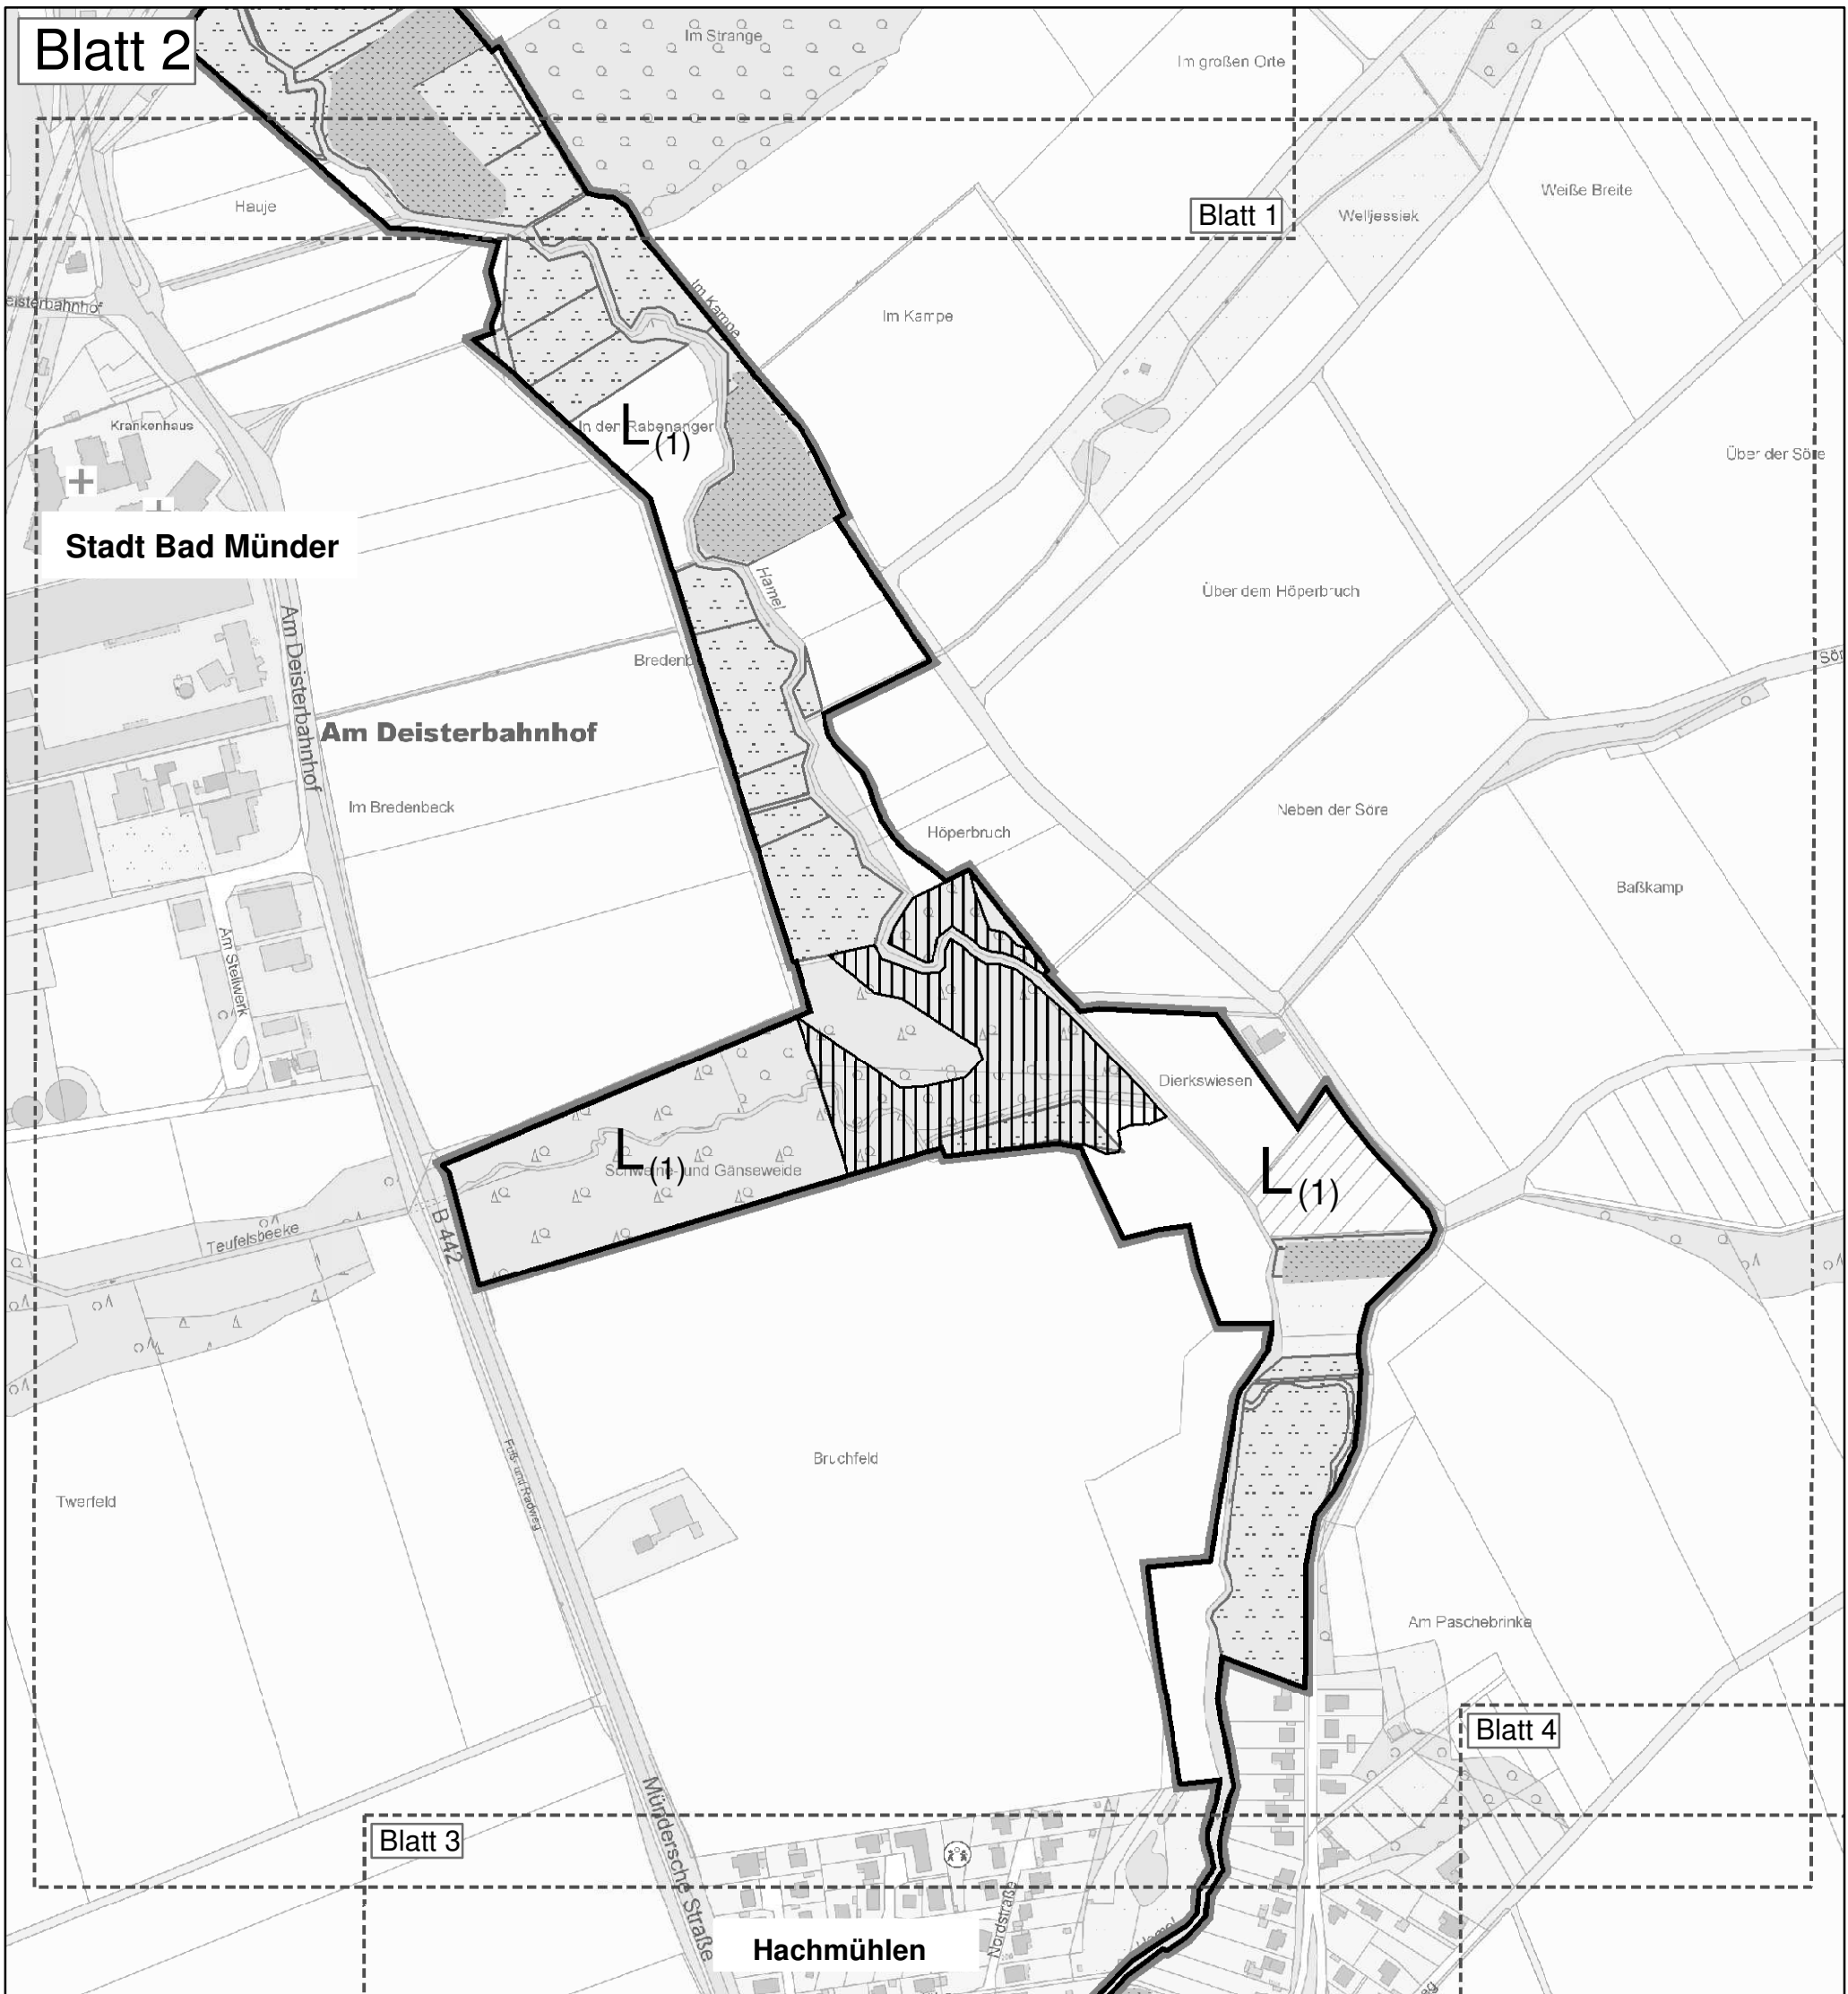 Blatt 2
Im Strange
Im großen Orte
Weiße Breite
Blatt 1
Welljessiek
Hauje
eisterbahnhof
Im Kampe
Im Kampe
Krankenhaus
In den Rabenanger
L(1)
Über der Söre
Stadt Bad Münder
Hamel
Über dem Höperbruch
Am Deisterbahnhof
Bredenb
Sör
Am Deisterbahnhof
Im Bredenbeck
Neben der Söre
Höperbruch
Baßkamp
Am Stellwerk
Dierkswiesen
L(1)
Schweine- und Gänseweide
L(1)
Teufelsbeeke
B 442
Bruchfeld
Fuß- und Radweg
Twerfeld
Am Paschebrinke
Blatt 4
Blatt 3
Mündersche Straße
Nordstraße
Hachmühlen
Hamel